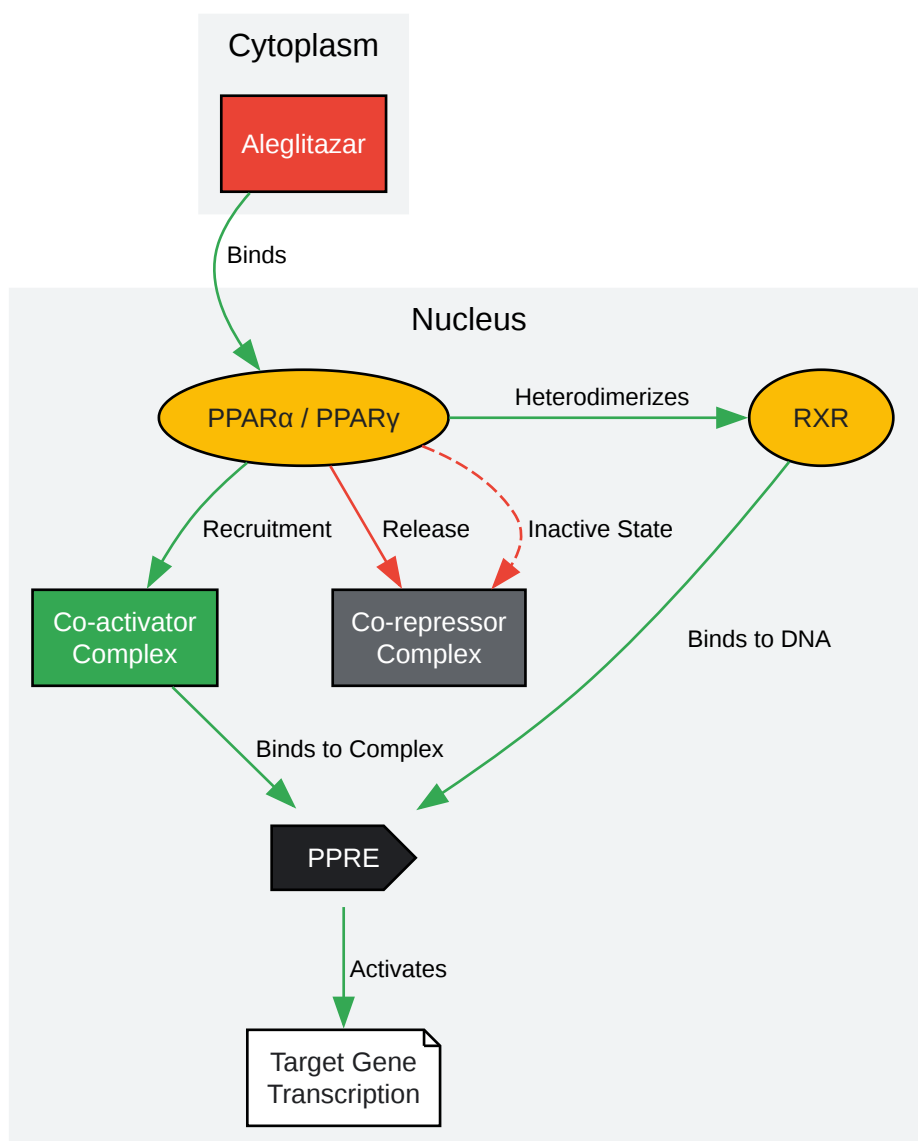 Cytoplasm
Aleglitazar
Binds
Nucleus
PPARα / PPARγ
Heterodimerizes
RXR
Recruitment
Release
Inactive State
Co-activator
Complex
Co-repressor
Complex
Binds to DNA
Binds to Complex
PPRE
Activates
Target Gene
Transcription